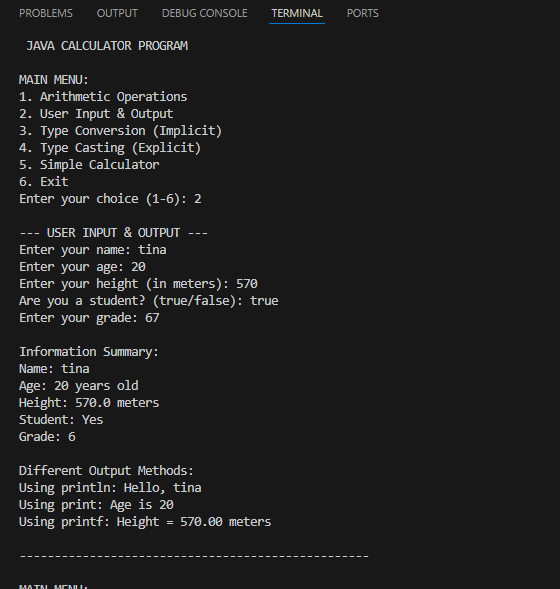 PROBLEMS OUTPUT DEBUG CONSOLE TERMINAL PORTS
JAVA CALCULATOR PROGRAM
MAIN MENU:
1. Arithmetic Operations
2. User Input & Output
3. Type Conversion (Implicit)
4. Type Casting (Explicit)
5. Simple Calculator
6. Exit
Enter your choice (1-6): 2
--- USER INPUT & OUTPUT ---
Enter your name: tina
Enter your age: 20
Enter your height (in meters): 570
Are you a student? (true/false): true
Enter your grade: 67
Information Summary:
Name: tina
Age: 20 years old
Height: 570.0 meters
Student: Yes
Grade: 6
Different Output Methods:
Using println: Hello, tina
Using print: Age is 20
Using printf: Height = 570.00 meters
--------------------------------------------------
MAIN MENU: